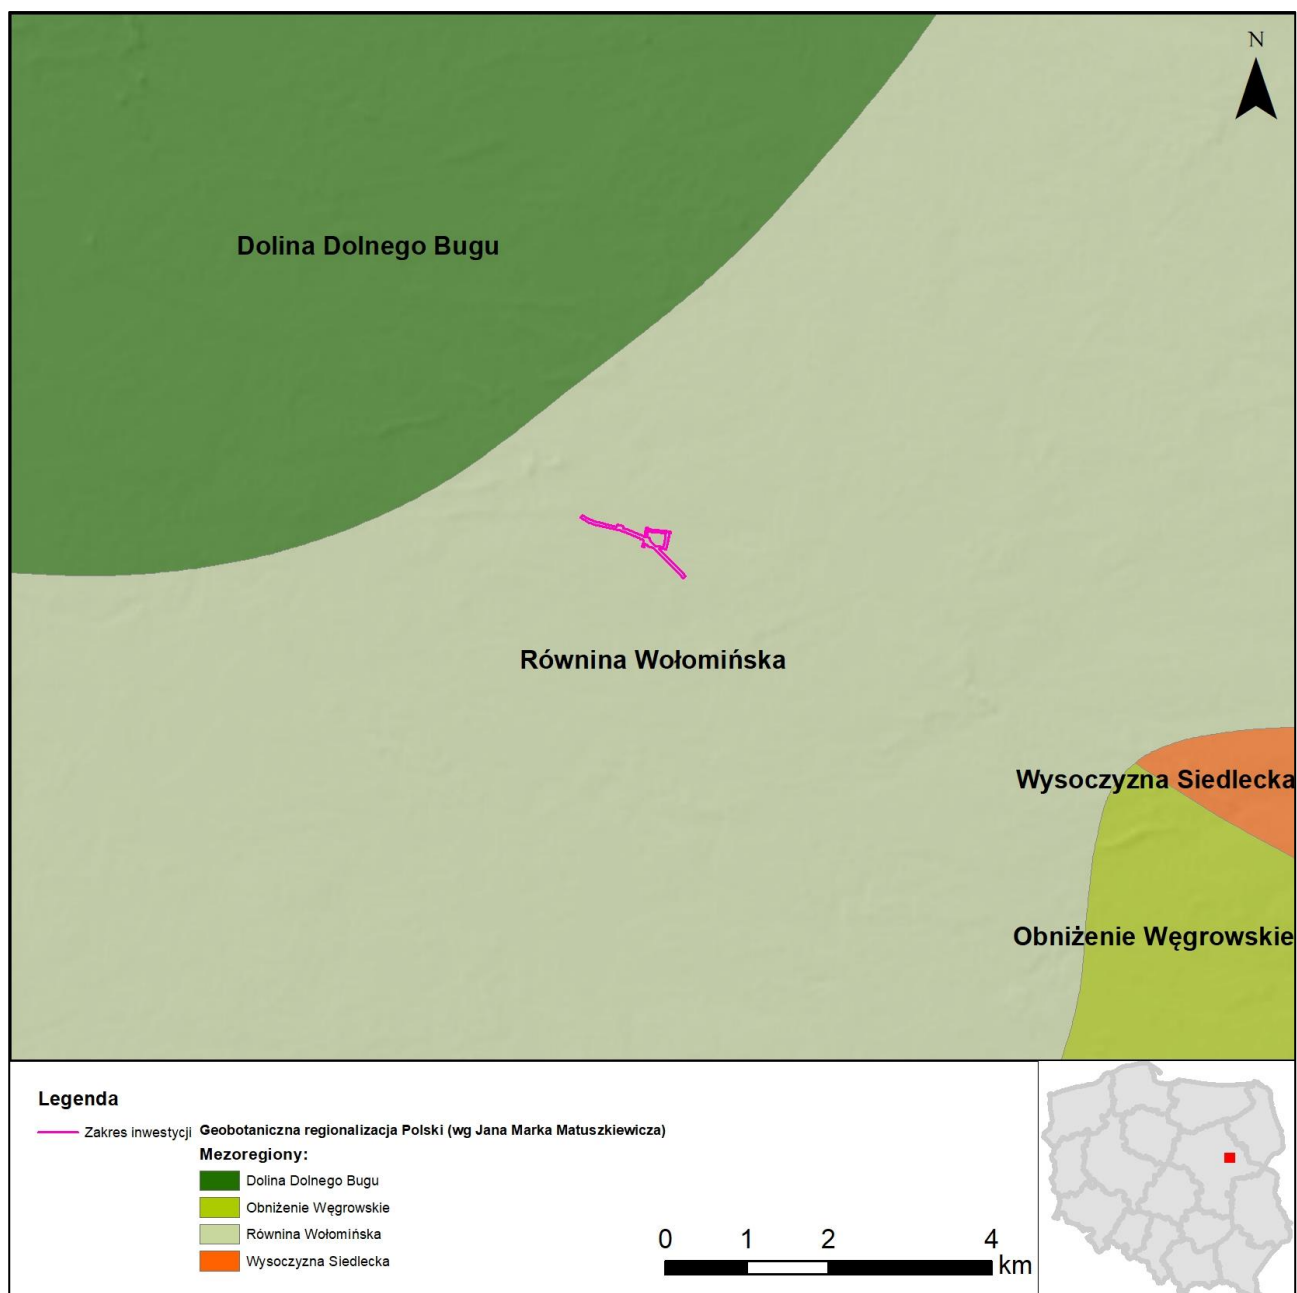 N
Dolina Dolnego Bugu
Równina Wołomińska
Wysoczyzna Siedlecka
Obniżenie Węgrowskie
Legenda
Zakres inwestycji Geobotaniczna regionalizacja Polski (wg Jana Marka Matuszkiewicza)
Mezoregiony:
Dolina Dolnego Bugu
Obniżenie Węgrowskie
Równina Wołomińska
Wysoczyzna Siedlecka
0 1 2 4
km